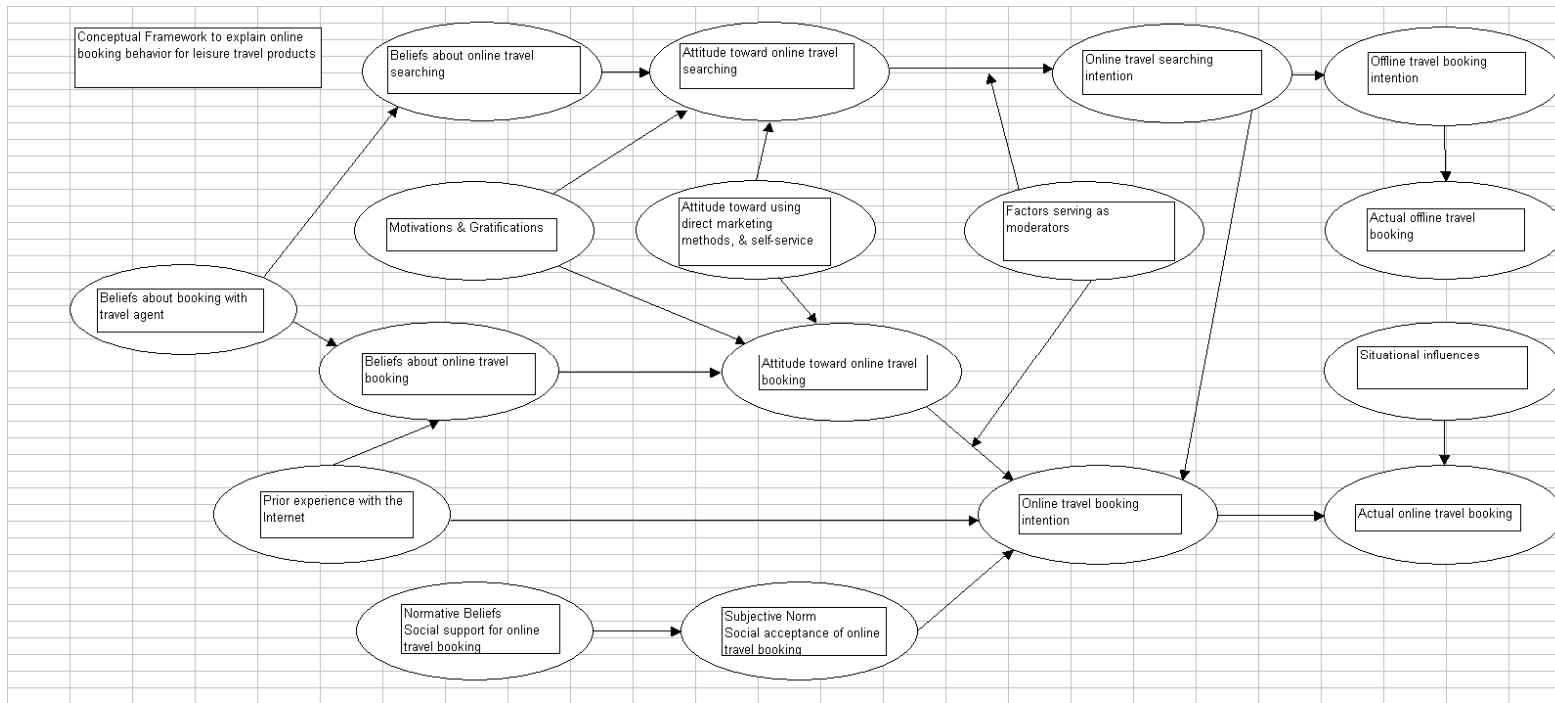 Conceptual Framework to explain online
booking behavior for leisure travel products
Beliefs about online travel
searching
Attitude toward online travel
searching
Online travel searching
intention
Offline travel booking
intention
Motivations & Gratifications
Attitude toward using
direct marketing
methods, & self-service
Factors serving as
moderators
Actual offline travel
booking
Beliefs about booking with
travel agent
Beliefs about online travel
booking
Attitude toward online travel
booking
Situational influences
Prior experience with the
Internet
Online travel booking
intention
Actual online travel booking
Normative Beliefs
Social support for online
travel booking
Subjective Norm
Social acceptance of online
travel booking